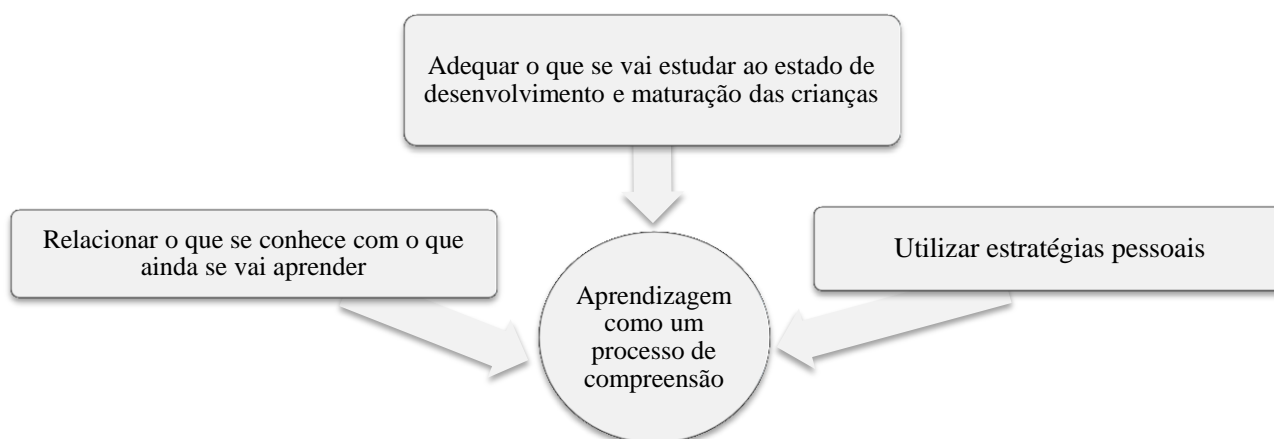 Adequar o que se vai estudar ao estado de
desenvolvimento e maturação das crianças
Relacionar o que se conhece com o que
ainda se vai aprender
Utilizar estratégias pessoais
Aprendizagem
como um
processo de
compreensão